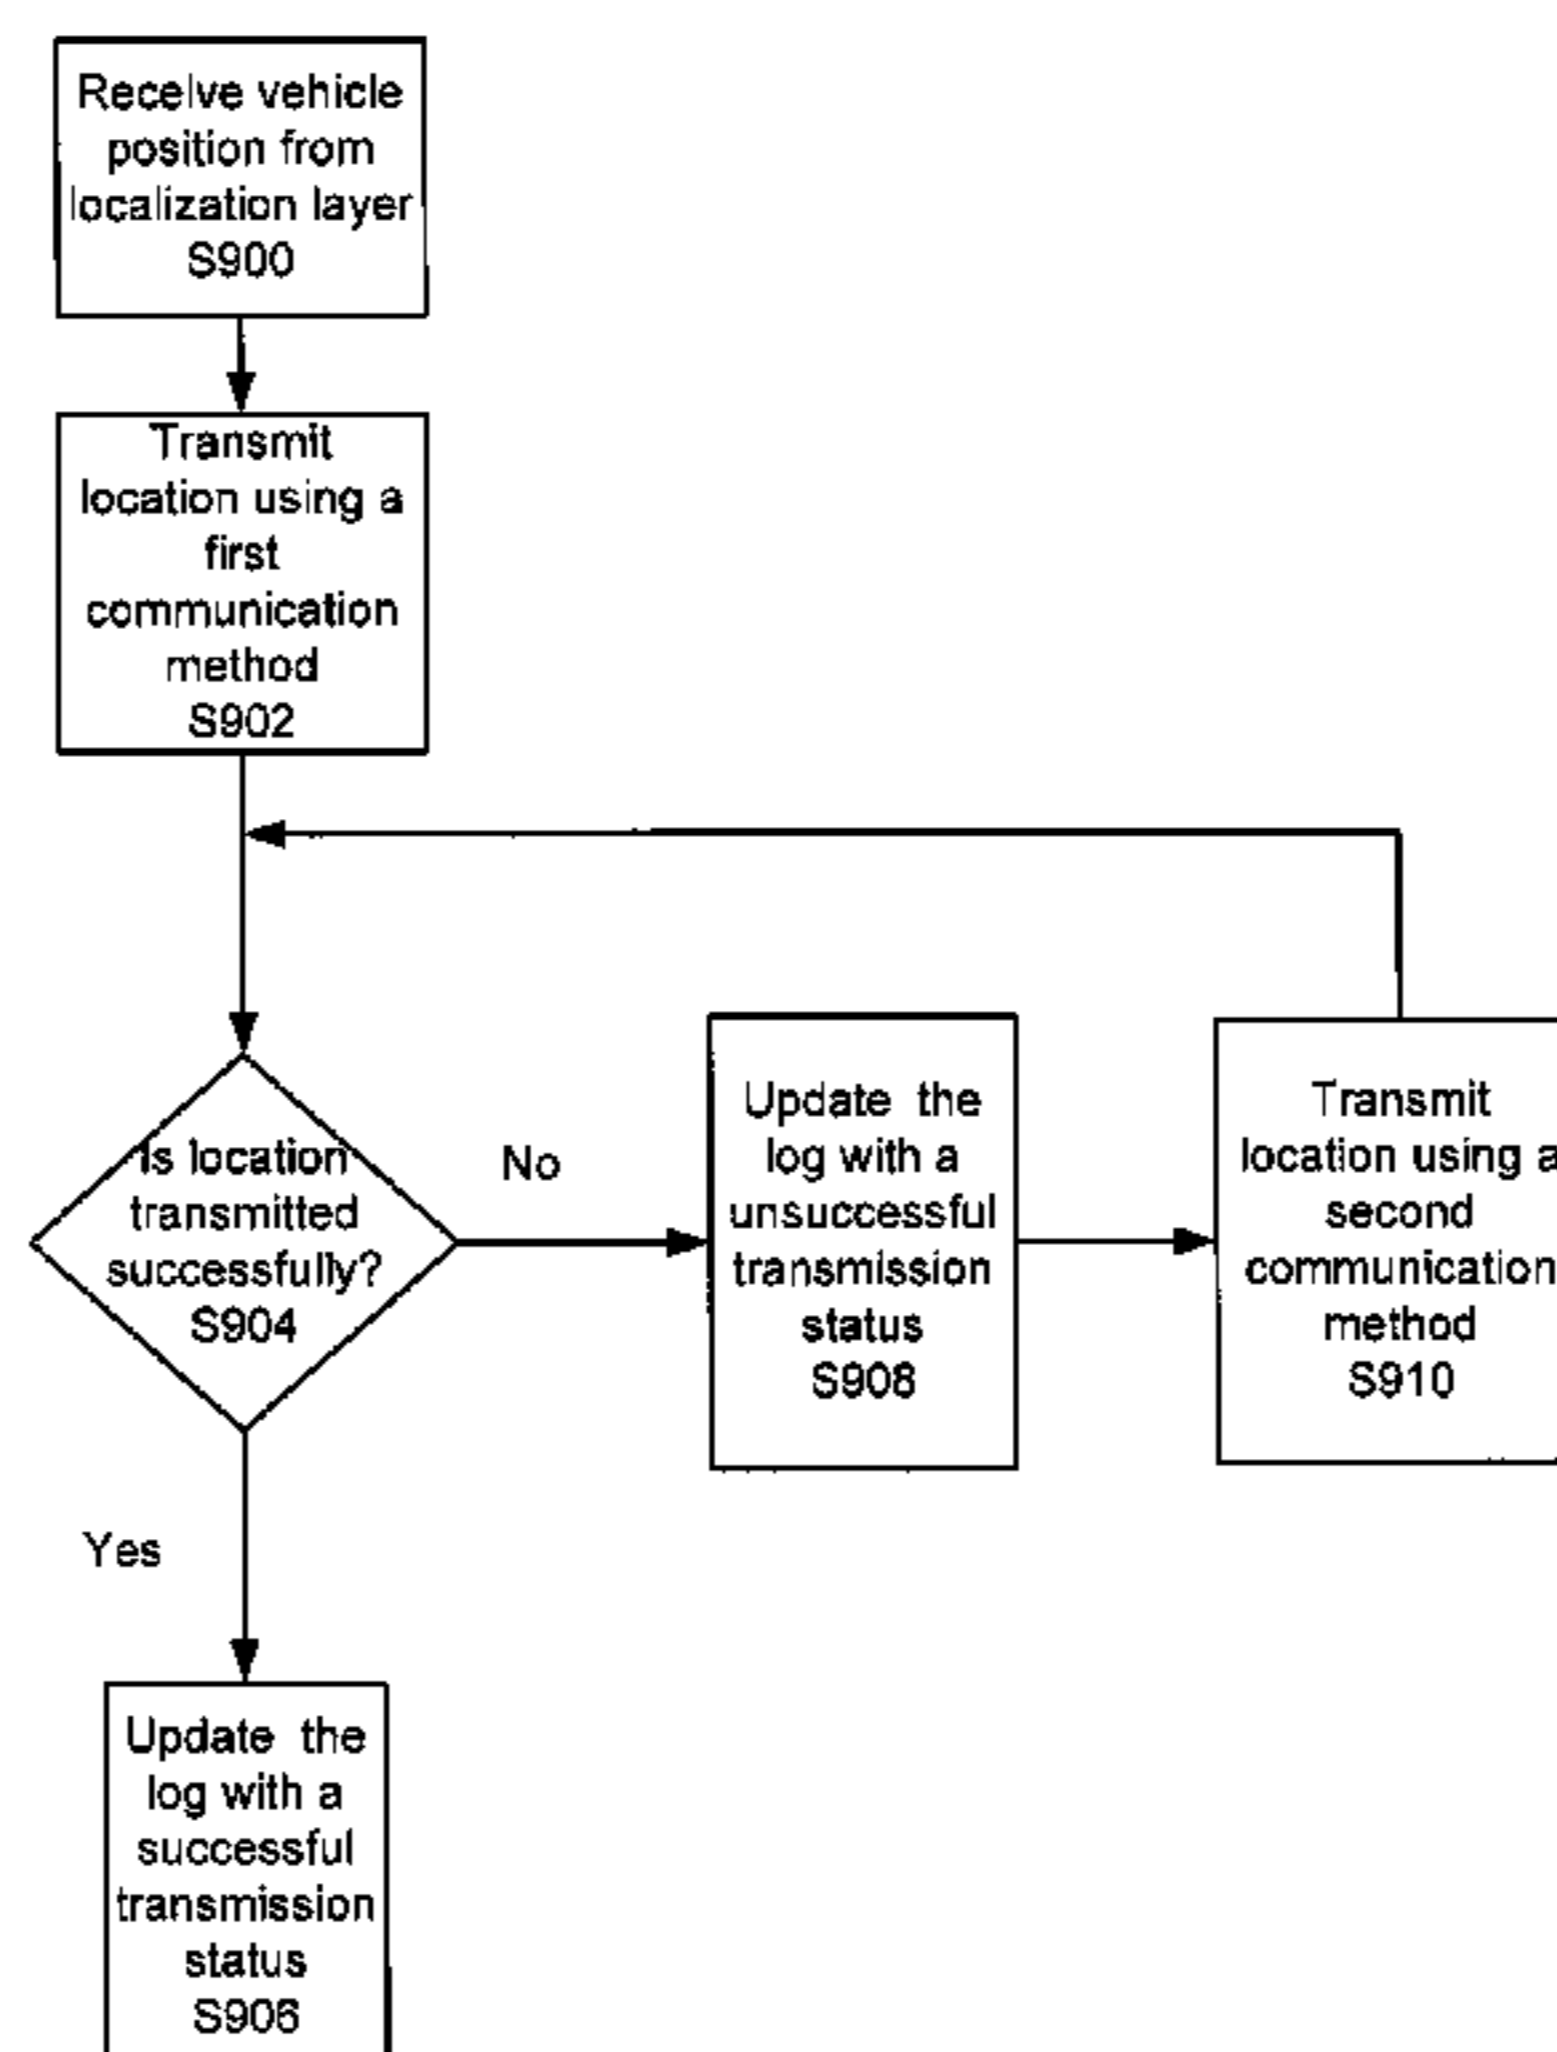 Receive vehicle
position from
localization layer
S900
Transmit
location using a
first
communication
method
S902
Is location
transmitted
successfully?
S904
No
Update the
log with a
unsuccessful
transmission
status
S908
Transmit
location using a
second
communication
method
S910
Yes
Update the
log with a
successful
transmission
status
S906